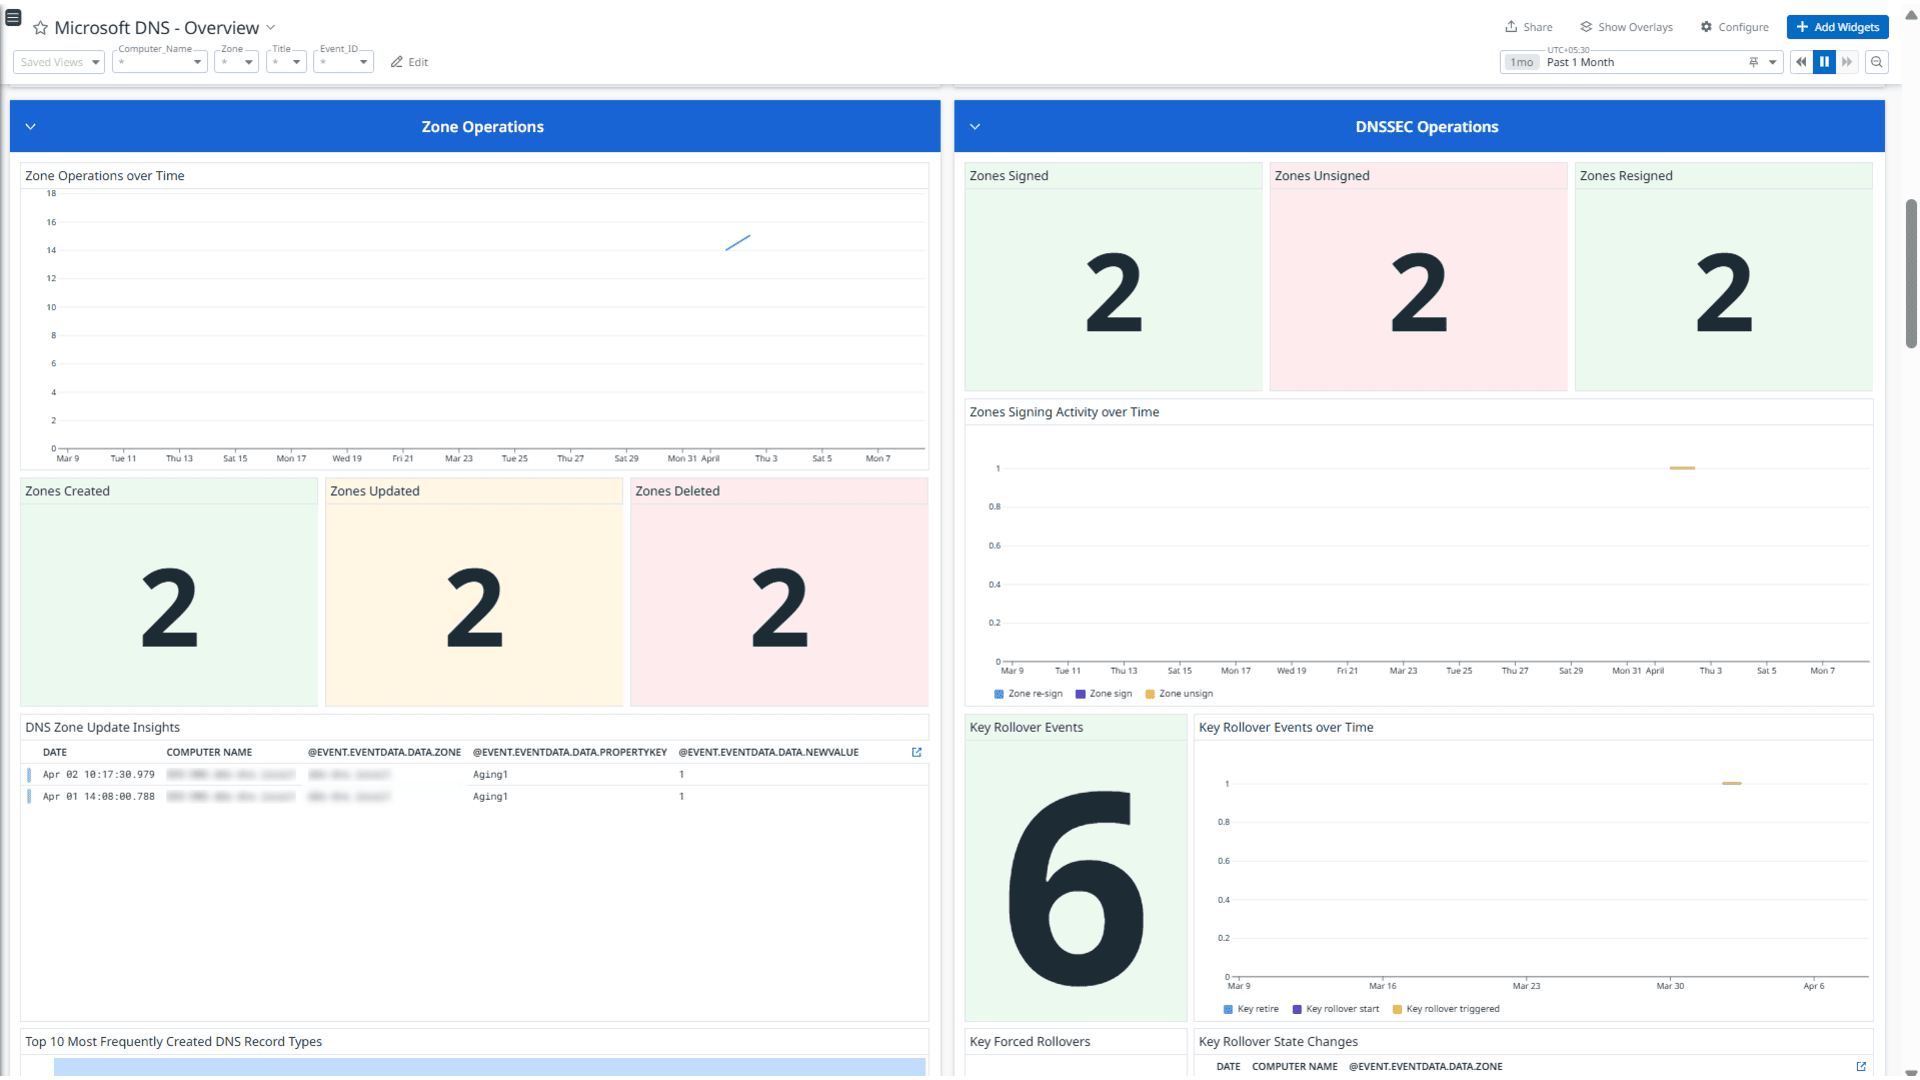 Microsoft DNS - Overview
Share
Show Overlays
Configure
Add Widgets
Saved Views
Computer_Name
*
Zone
*
Title
*
Event_ID
*
Edit
UTC+05:30
1mo
Past 1 Month
Zone Operations
Zone Operations over Time
18
16
14
12
10
8
6
4
2
0
Mar 9 Tue 11 Thu 13 Sat 15 Mon 17 Wed 19 Fri 21 Mar 23 Tue 25 Thu 27 Sat 29 Mon 31 April Thu 3 Sat 5 Mon 7
Zones Created
2
Zones Updated
2
Zones Deleted
2
DNS Zone Update Insights
DATE COMPUTER NAME @EVENT.EVENTDATA.DATA.ZONE @EVENT.EVENTDATA.DATA.PROPERTYKEY @EVENT.EVENTDATA.DATA.NEWVALUE
Apr 02 10:17:30.979 Aging1 1
Apr 01 14:08:00.788 Aging1 1
Top 10 Most Frequently Created DNS Record Types
DNSSEC Operations
Zones Signed
2
Zones Unsigned
2
Zones Resigned
2
Zones Signing Activity over Time
1
0.8
0.6
0.4
0.2
0
Mar 9 Tue 11 Thu 13 Sat 15 Mon 17 Wed 19 Fri 21 Mar 23 Tue 25 Thu 27 Sat 29 Mon 31 April Thu 3 Sat 5 Mon 7
Zone re-sign Zone sign Zone unsign
Key Rollover Events
6
Key Rollover Events over Time
1
0.8
0.6
0.4
0.2
0
Mar 9 Mar 16 Mar 23 Mar 30 Apr 6
Key retire Key rollover start Key rollover triggered
Key Forced Rollovers
Key Rollover State Changes
DATE COMPUTER NAME @EVENT.EVENTDATA.DATA.ZONE